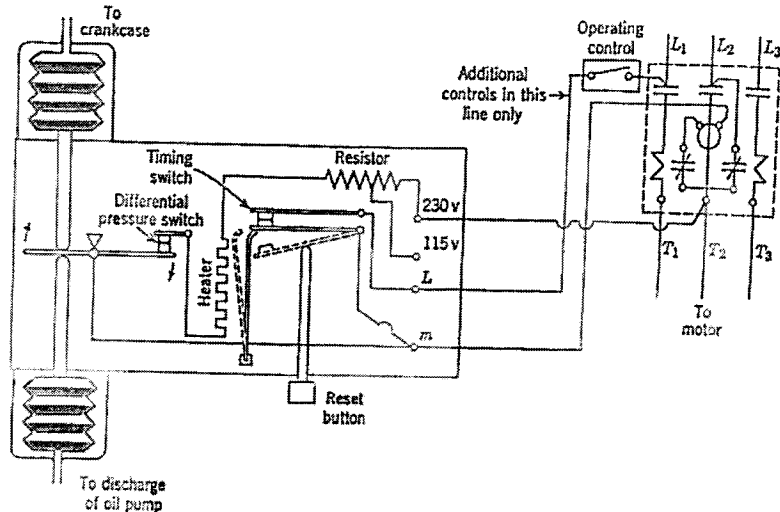 To
crankcase
Operating
control
L1
L2
L3
Additional
controls in this
line only
Timing
switch
Resistor
Differential
pressure switch
230 v
115 v
L
Heater
T1
T2
T3
m
To
motor
Reset
button
To discharge
of oil pump